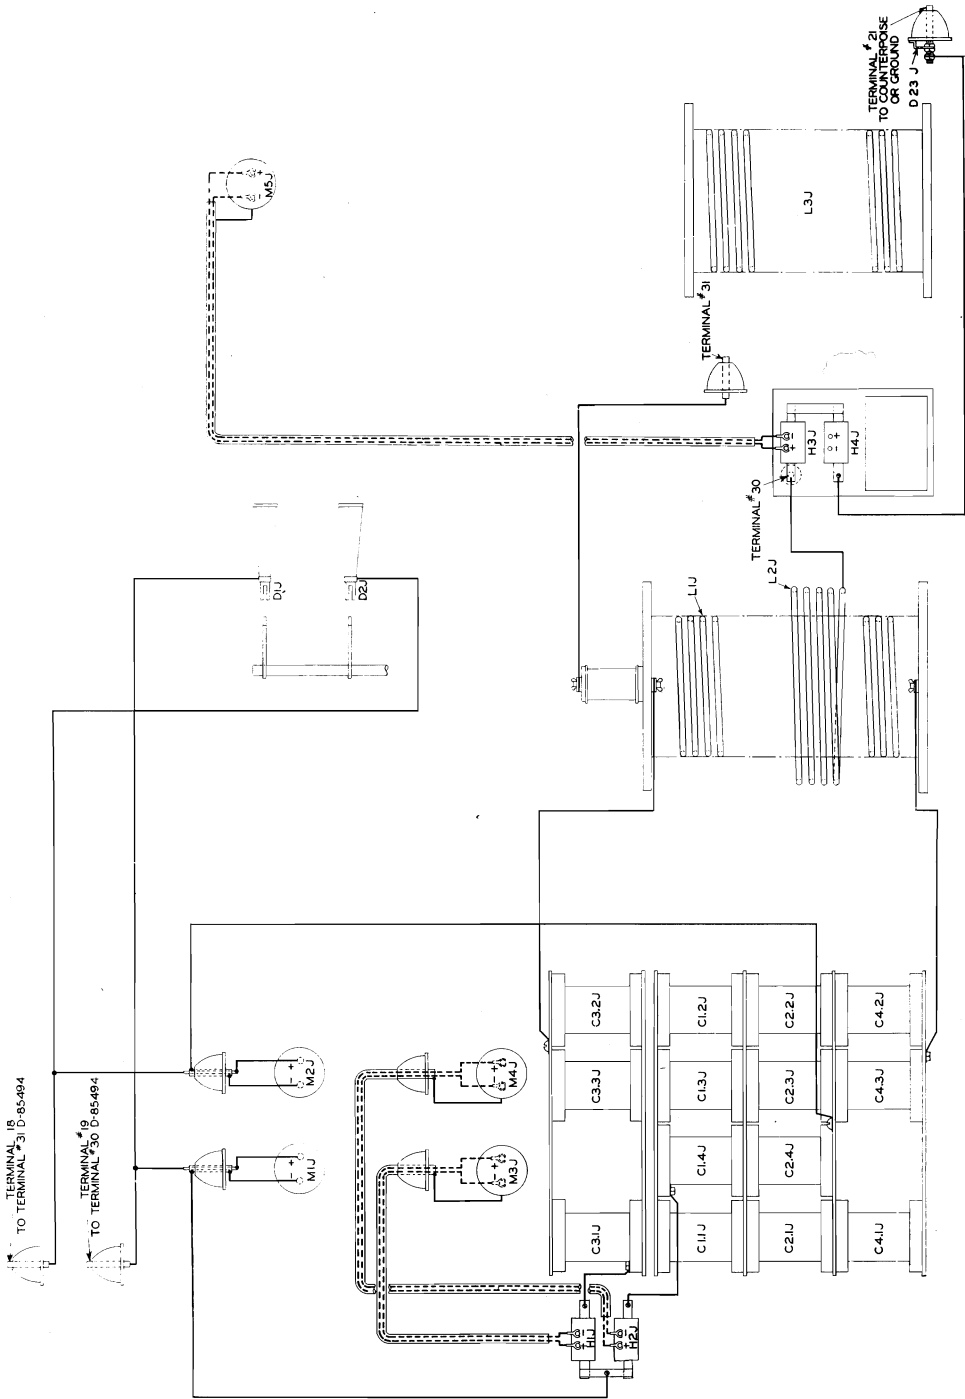 TERMINAL 18
TO TERMINAL #31 D-85494
TERMINAL #19
TO TERMINAL #30 D-85494
M1J
- +
M2J
- +
M3J
- +
M4J
- +
H1J
+ -
H2J
+ -
C3.1J
C3.3J
C3.2J
C1.1J
C1.4J
C1.3J
C1.2J
C2.1J
C2.4J
C2.3J
C2.2J
C4.1J
C4.3J
C4.2J
D1J
D2J
L1J
L2J
TERMINAL #30
H3J
+ -
H4J
- +
TERMINAL #31
M5J
- +
L3J
TERMINAL #21
TO COUNTERPOISE
OR GROUND
D 23 J